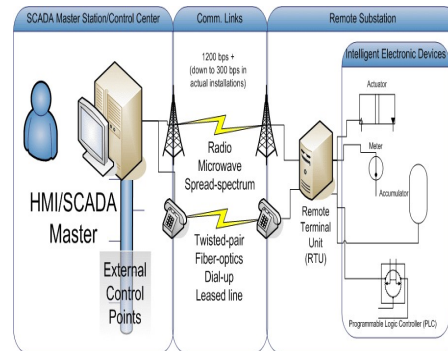 SCADA Master Station/Control Center
Comm. Links
Remote Substation
1200 bps +
(down to 300 bps in
actual installations)
Intelligent Electronic Devices
Actuator
Meter
Accumulator
Radio
Microwave
Spread-spectrum
HMI/SCADA
Master
Remote
Terminal
Unit
(RTU)
External
Control
Points
Twisted-pair
Fiber-optics
Dial-up
Leased line
Programmable Logic Controller (PLC)